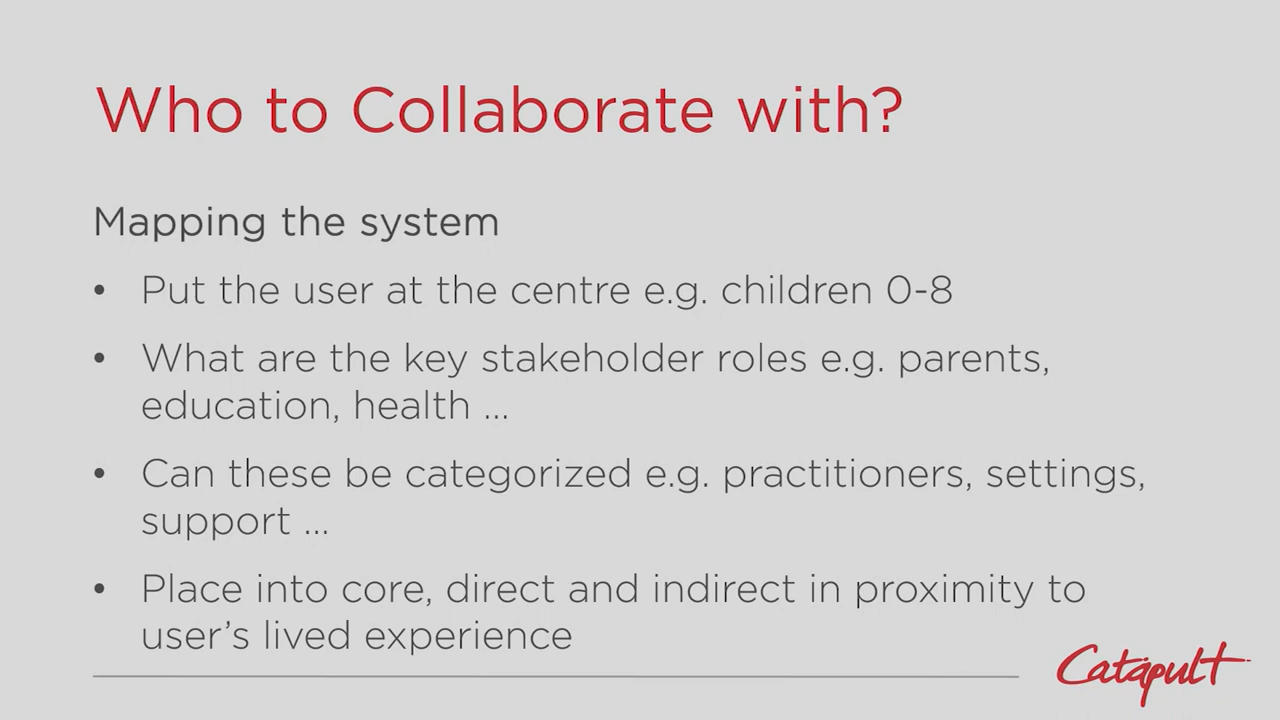 Who to Collaborate with?
Mapping the system
• Put the user at the centre e.g. children 0-8
• What are the key stakeholder roles e.g. parents,
education, health ...
• Can these be categorized e.g. practitioners, settings,
support ...
• Place into core, direct and indirect in proximity to
user's lived experience
Catapult